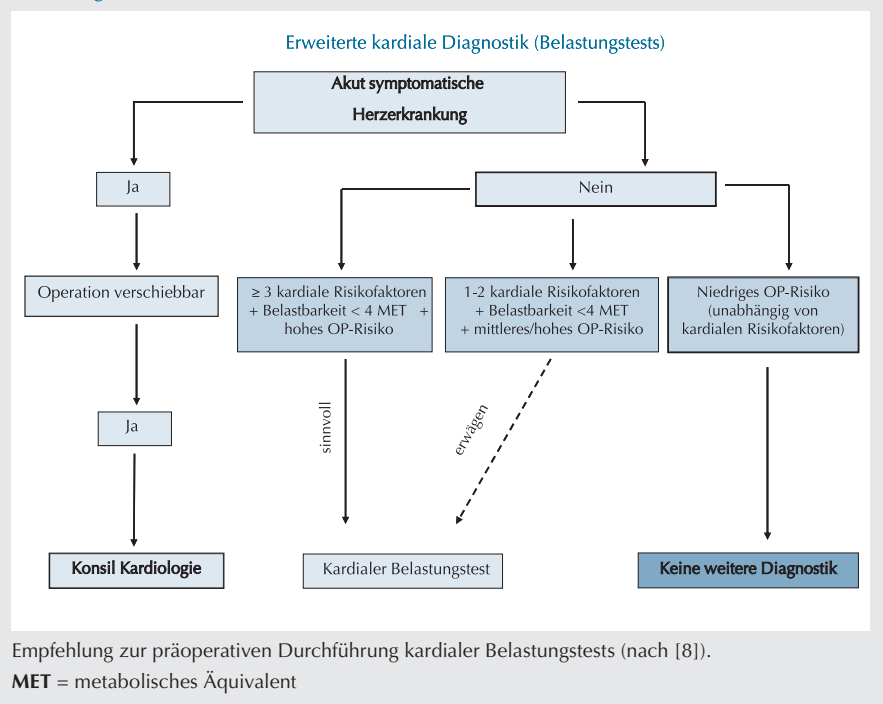 Erweiterte kardiale Diagnostik (Belastungstests)
Akut symptomatische
Herzerkrankung
Ja
Nein
Operation verschiebbar
≥ 3 kardiale Risikofaktoren
+ Belastbarkeit < 4 MET +
hohes OP-Risiko
1-2 kardiale Risikofaktoren
+ Belastbarkeit <4 MET
+ mittleres/hohes OP-Risiko
Niedriges OP-Risiko
(unabhängig von
kardialen Risikofaktoren)
Ja
sinnvoll
erwägen
Konsil Kardiologie
Kardialer Belastungstest
Keine weitere Diagnostik
Empfehlung zur präoperativen Durchführung kardialer Belastungstests (nach [8]).
MET = metabolisches Äquivalent